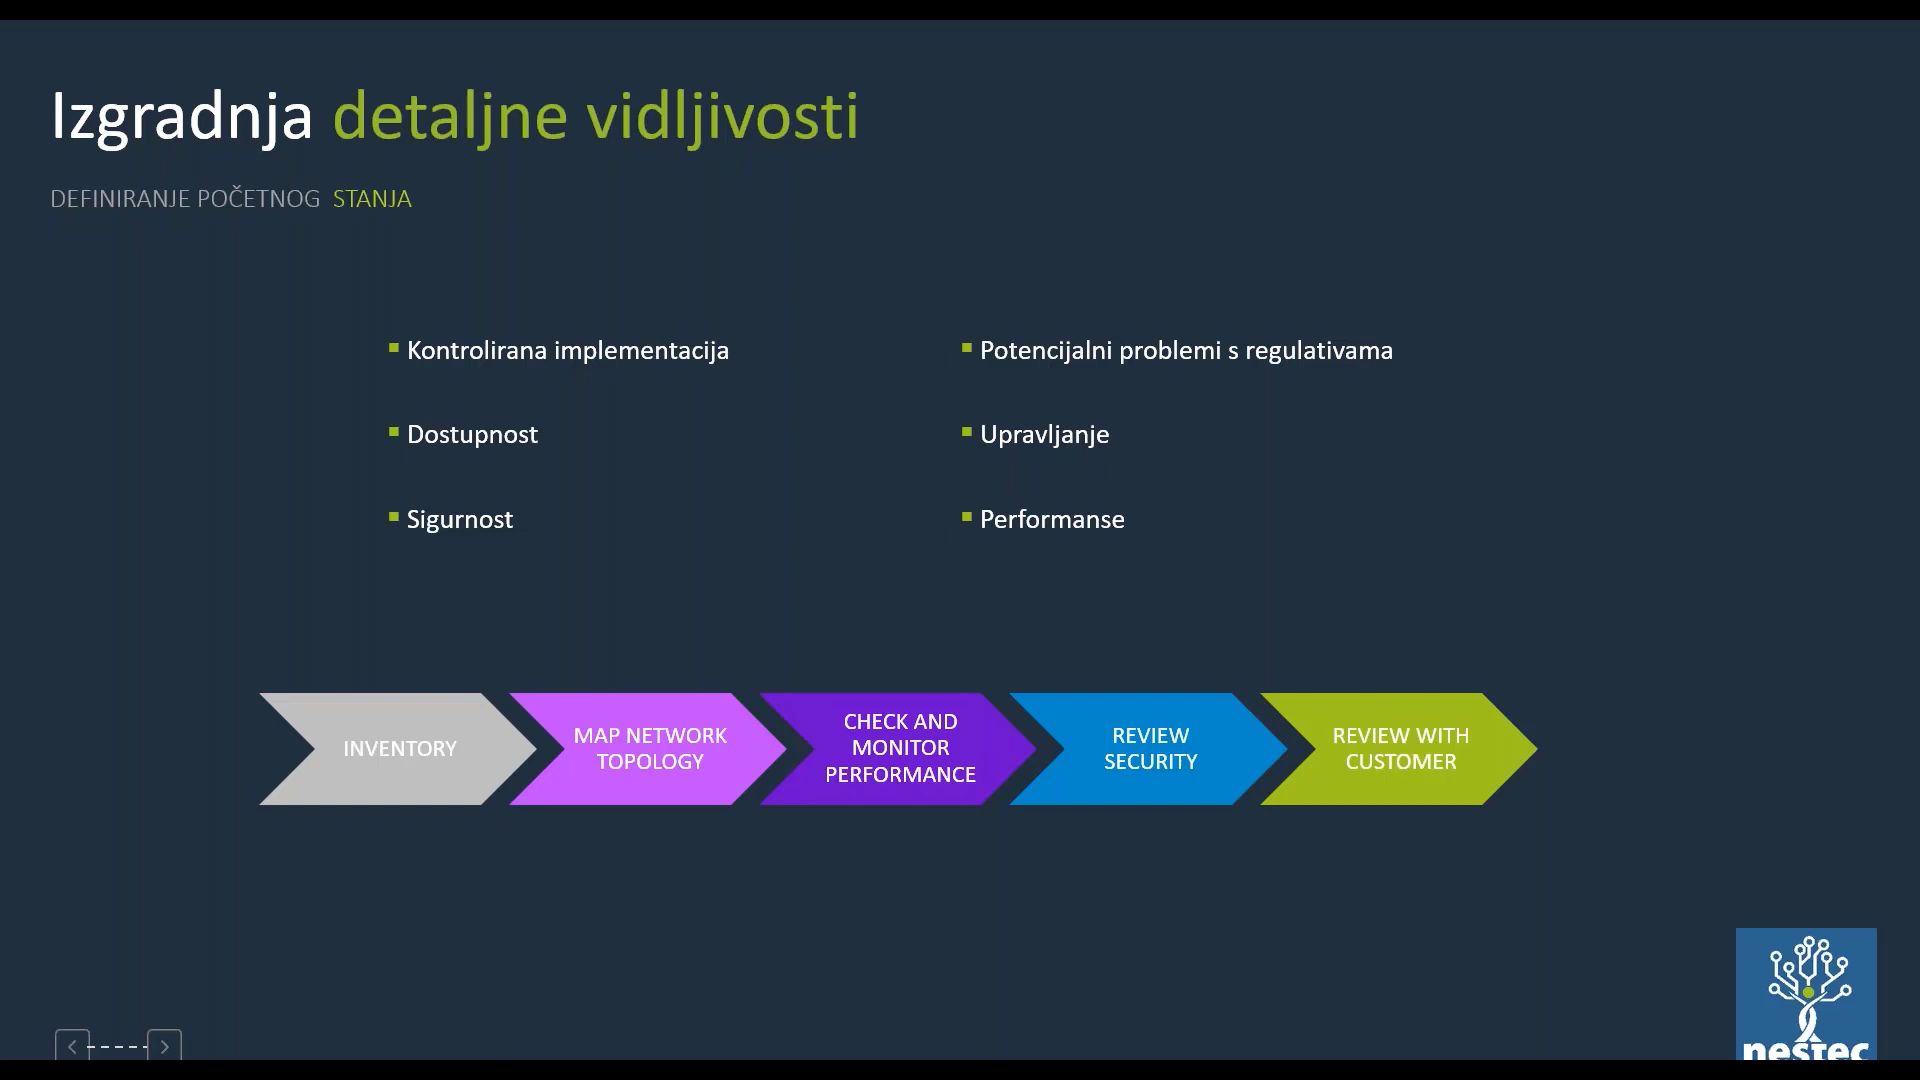 Izgradnja detaljne vidljivosti
DEFINIRANJE POČETNOG STANJA
Kontrolirana implementacija
Dostupnost
Sigurnost
Potencijalni problemi s regulativama
Upravljanje
Performanse
INVENTORY
MAP NETWORK
TOPOLOGY
CHECK AND
MONITOR
PERFORMANCE
REVIEW
SECURITY
REVIEW WITH
CUSTOMER
nestec